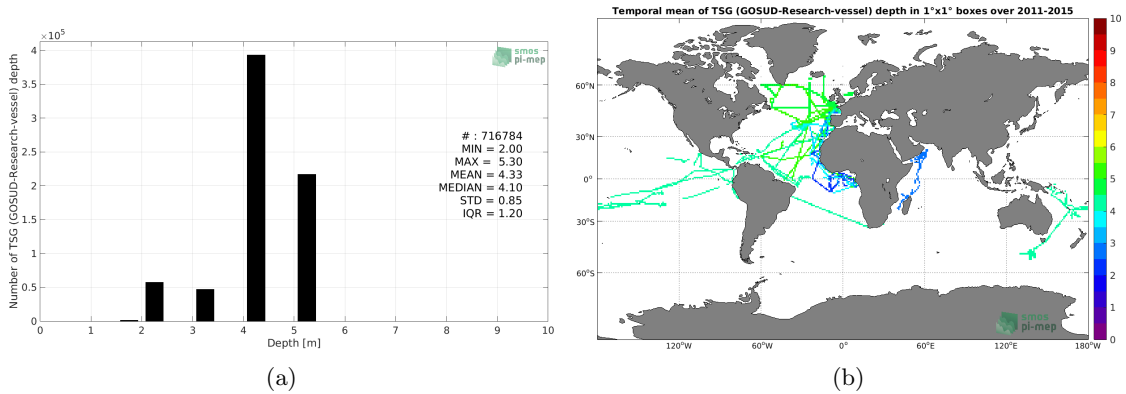 ×10⁵
4
3.5
3
2.5
2
1.5
1
0.5
0
Number of TSG (GOSUD-Research-vessel) depth
smos
pi-mep
# : 716784
MIN = 2.00
MAX = 5.30
MEAN = 4.33
MEDIAN = 4.10
STD = 0.85
IQR = 1.20
0 1 2 3 4 5 6 7 8 9 10
Depth [m]
(a)
Temporal mean of TSG (GOSUD-Research-vessel) depth in 1°x1° boxes over 2011-2015
60°N
30°N
0°
30°S
60°S
120°W 60°W 0° 60°E 120°E 180°W
smos
pi-mep
10
9
8
7
6
5
4
3
2
1
0
(b)